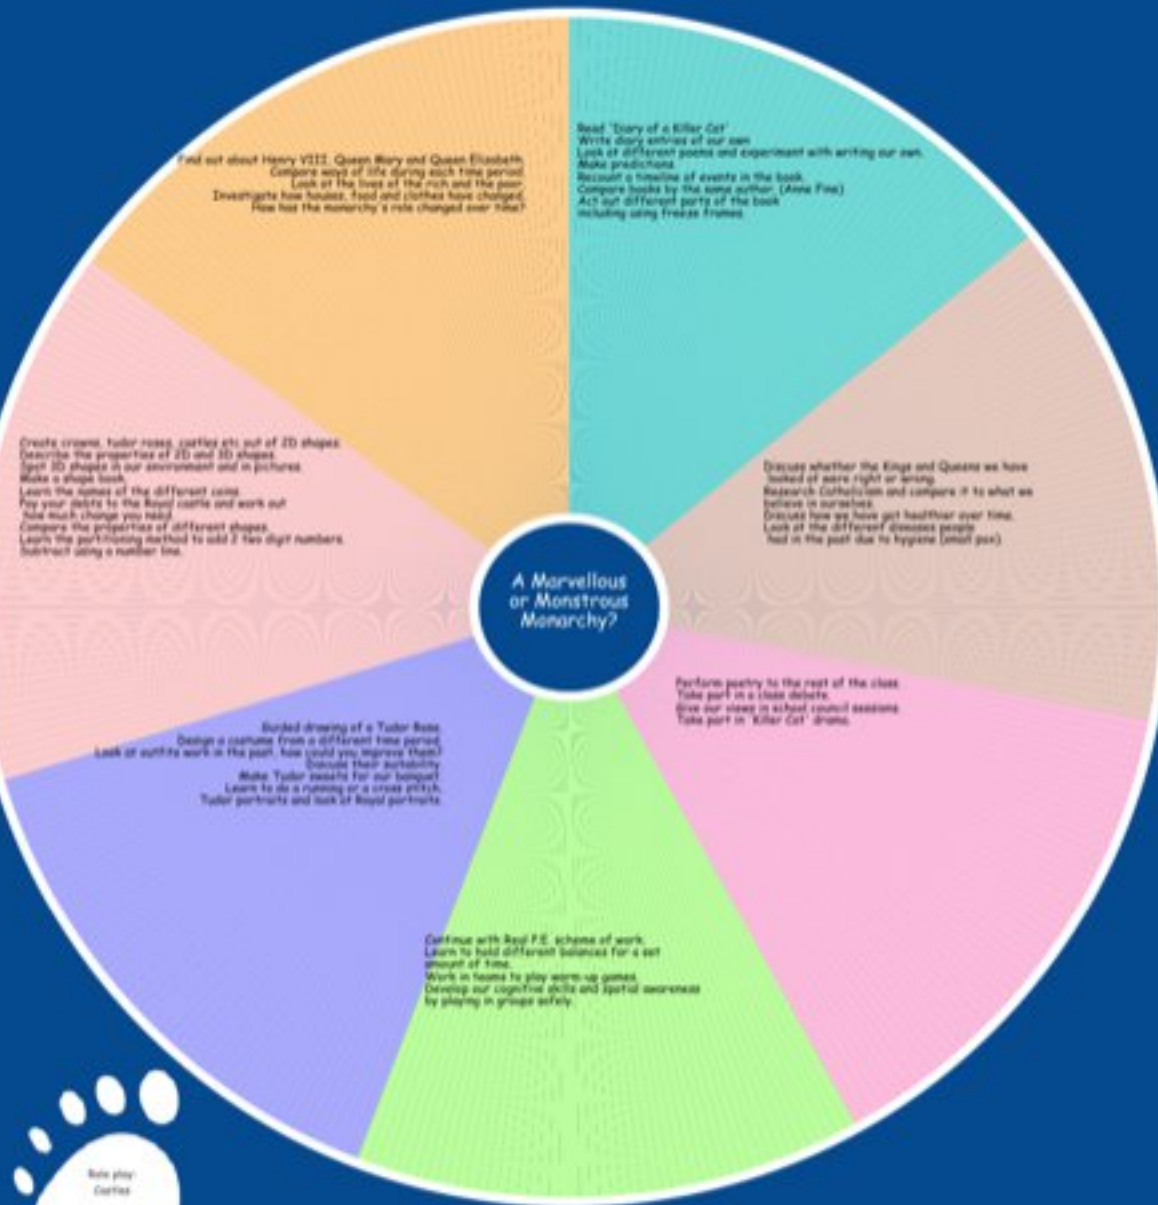 Find out about Henry VIII, Queen Mary and Queen Elizabeth.
Compare ways of life during each time period.
Look at the lives of the rich and the poor.
Investigate how houses, food and clothes have changed.
How has the monarchy's role changed over time?
Read 'Diary of a Killer Cat'
Write diary entries of our own
Look at different poems and experiment with writing our own.
Make predictions.
Recount a timeline of events in the book.
Compare books by the same author. (Anne Fine)
Act out different parts of the book
including using freeze frames.
Create crowns, tudor roses, castles etc out of 2D shapes.
Describe the properties of 2D and 3D shapes.
Spot 3D shapes in our environment and in pictures.
Make a shape book.
Learn the names of the different coins.
Pay your debts to the Royal castle and work out
how much change you need.
Compare the properties of different shapes.
Learn the partitioning method to add 2 two digit numbers.
Subtract using a number line.
Discuss whether the Kings and Queens we have
looked at were right or wrong.
Research Catholicism and compare it to what we
believe in ourselves.
Discuss how we have got healthier over time.
Look at the different diseases people
had in the past due to hygiene (small pox).
A Marvellous
or Monstrous
Monarchy?
Perform poetry to the rest of the class.
Take part in a class debate.
Give our views in school council sessions.
Take part in 'Killer Cat' drama.
Guided drawing of a Tudor Rose.
Design a costume from a different time period.
Look at outfits work in the past, how could you improve them?
Discuss their suitability.
Make Tudor sweets for our banquet.
Learn to do a running or a cross stitch.
Tudor portraits and look at Royal portraits.
Continue with Real P.E. scheme of work.
Learn to hold different balances for a set
amount of time.
Work in teams to play warm-up games.
Develop our cognitive skills and spatial awareness
by playing in groups safely.
Role play:
Castles